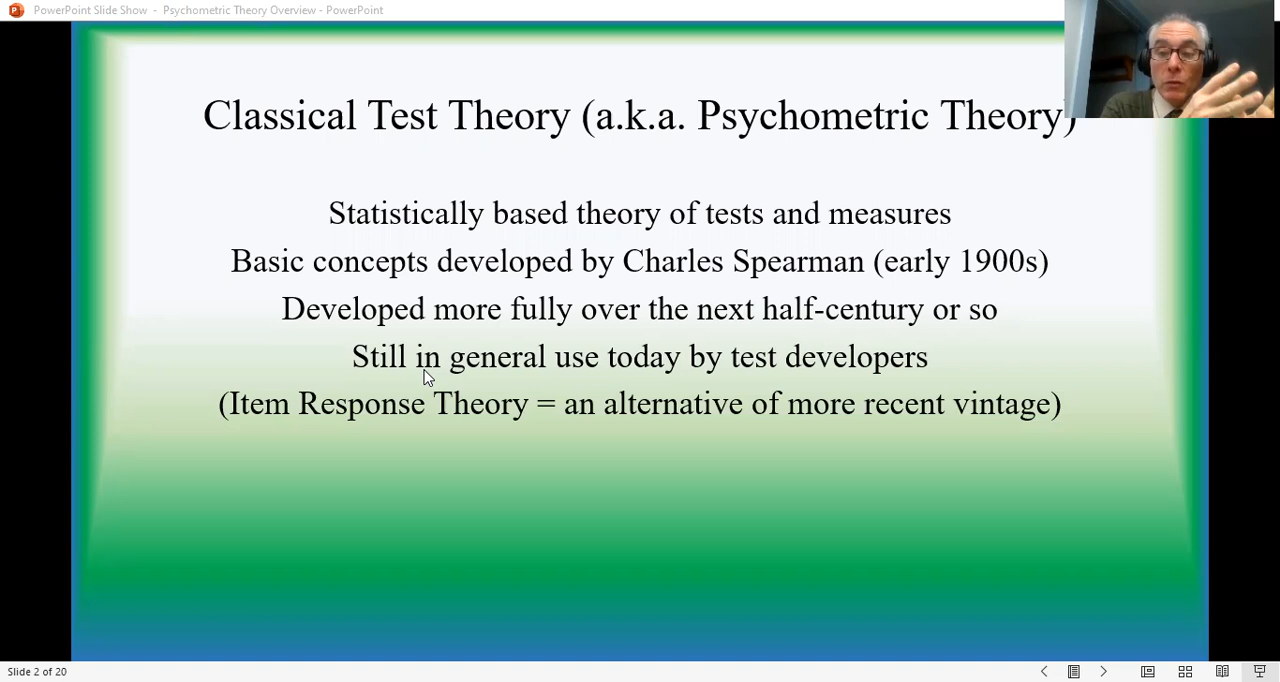 PowerPoint Slide Show - Psychometric Theory Overview - PowerPoint
Classical Test Theory (a.k.a. Psychometric Theory)
Statistically based theory of tests and measures
Basic concepts developed by Charles Spearman (early 1900s)
Developed more fully over the next half-century or so
Still in general use today by test developers
(Item Response Theory = an alternative of more recent vintage)
Slide 2 of 20